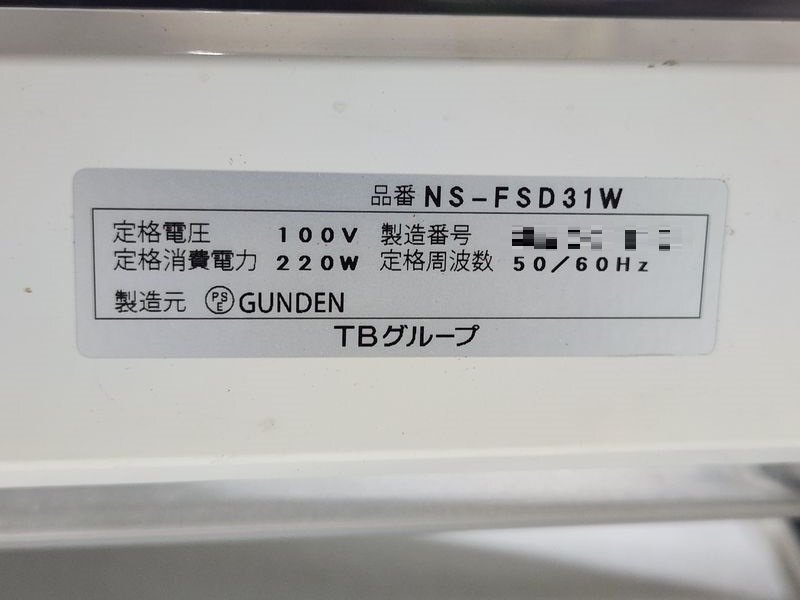 品番 NS-FSD31W
定格電圧 100V 製造番号
定格消費電力 220W 定格周波数 50/60Hz
製造元 PSE GUNDEN
TBグループ